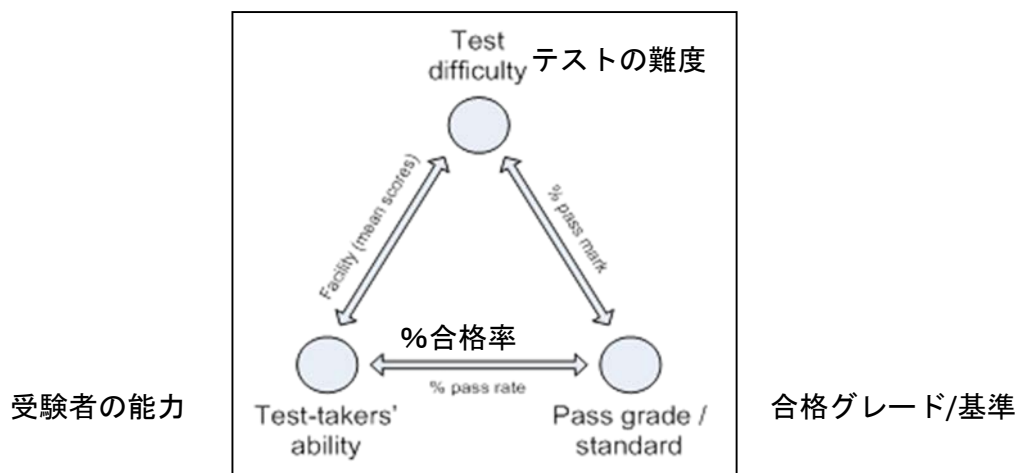 Test
difficulty テストの難度
Facility (mean scores)
% pass mark
%合格率
% pass rate
受験者の能力
Test-takers'
ability
Pass grade /
standard
合格グレード/基準